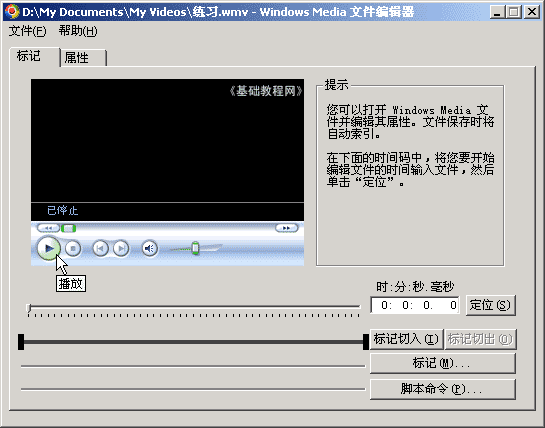 D:\My Documents\My Videos\练习.wmv - Windows Media 文件编辑器
文件(F) 帮助(H)
标记 属性
《基础教程网》
已停止
播放
提示
您可以打开 Windows Media 文
件并编辑其属性。文件保存时将
自动索引。
在下面的时间码中，将您要开始
编辑文件的时间输入文件，然后
单击“定位”。
时:分:秒.毫秒
0: 0: 0. 0 定位(S)
标记切入(I) 标记切出(O)
标记(M)...
脚本命令(P)...